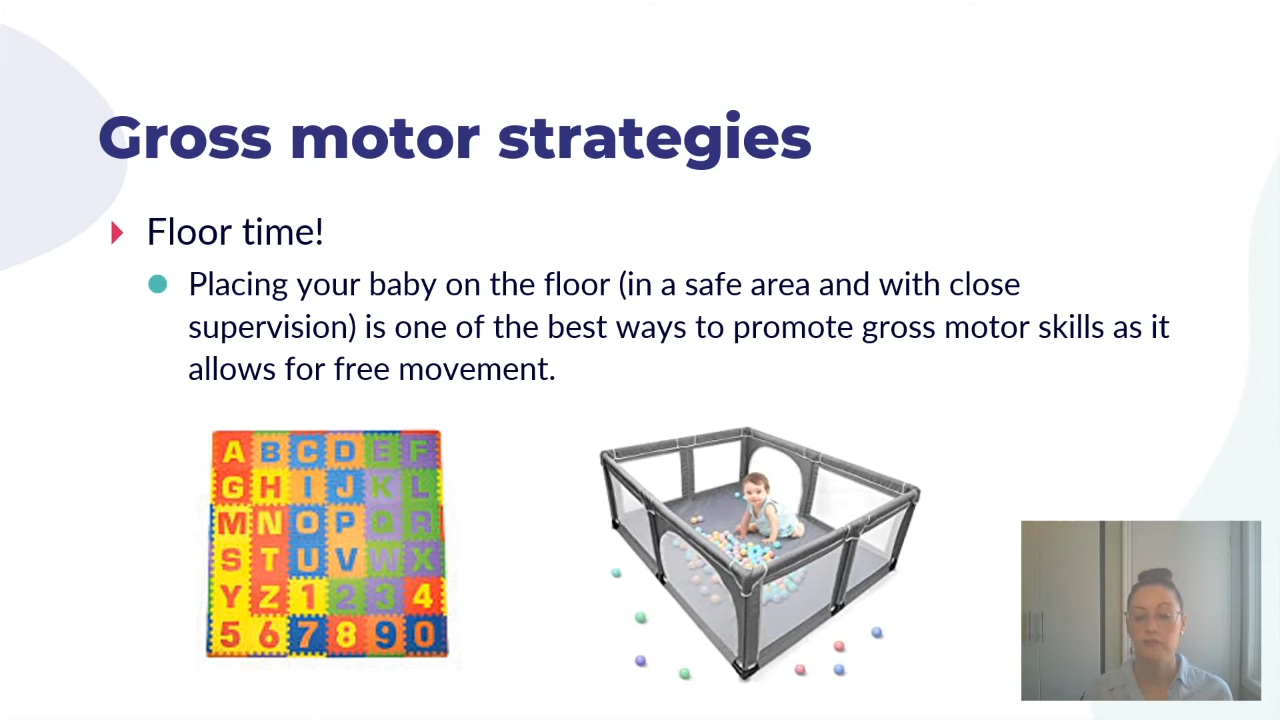 Gross motor strategies
Floor time!
Placing your baby on the floor (in a safe area and with close
supervision) is one of the best ways to promote gross motor skills as it
allows for free movement.
A B C D E F
G H I J K L
M N O P Q R
S T U V W X
Y Z 1 2 3 4
5 6 7 8 9 0